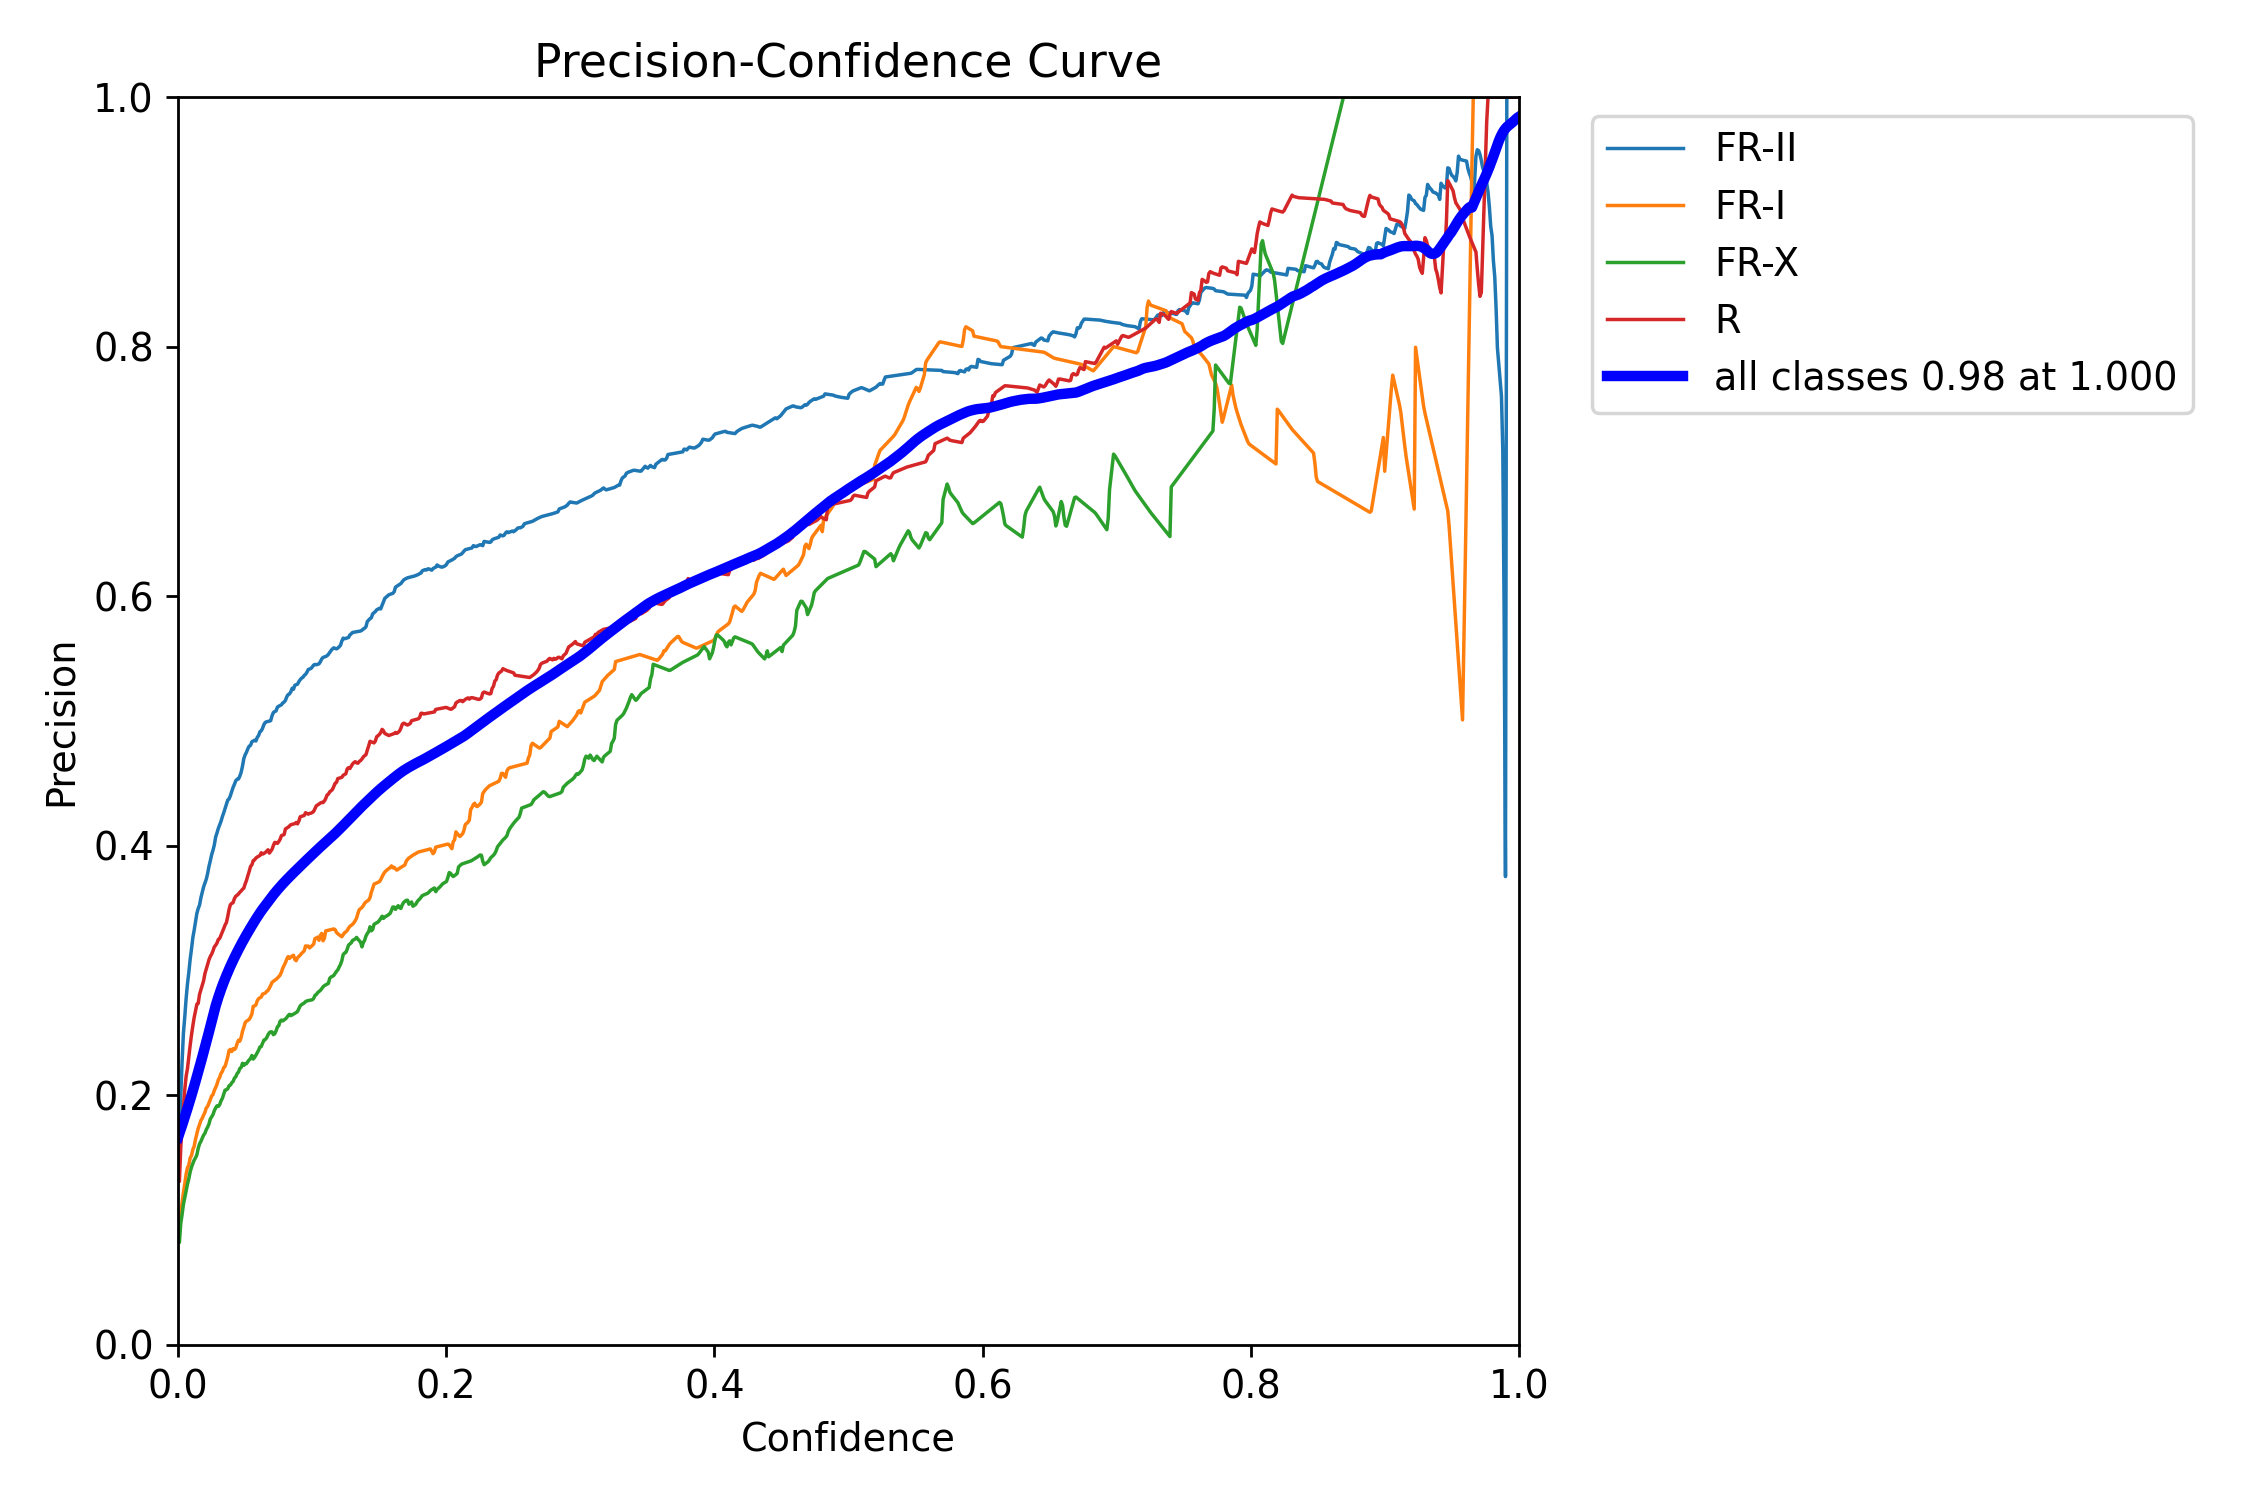 Precision-Confidence Curve
1.0
0.8
0.6
0.4
0.2
0.0
Precision
0.0 0.2 0.4 0.6 0.8 1.0
Confidence
FR-II
FR-I
FR-X
R
all classes 0.98 at 1.000